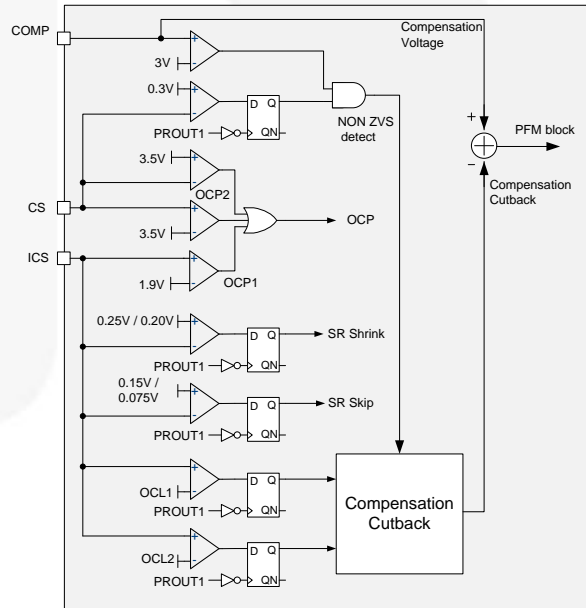 COMP
Compensation
Voltage
+
-
3V
0.3V
+
-
D Q
QN
PROUT1
NON ZVS
detect
+
-
PFM block
Compensation
Cutback
3.5V
+
-
OCP2
CS
+
-
3.5V
OCP
ICS
+
-
1.9V
OCP1
0.25V / 0.20V
+
-
D Q
QN
PROUT1
SR Shrink
0.15V /
0.075V
+
-
D Q
QN
PROUT1
SR Skip
+
-
OCL1
D Q
QN
PROUT1
Compensation
Cutback
+
-
OCL2
D Q
QN
PROUT1